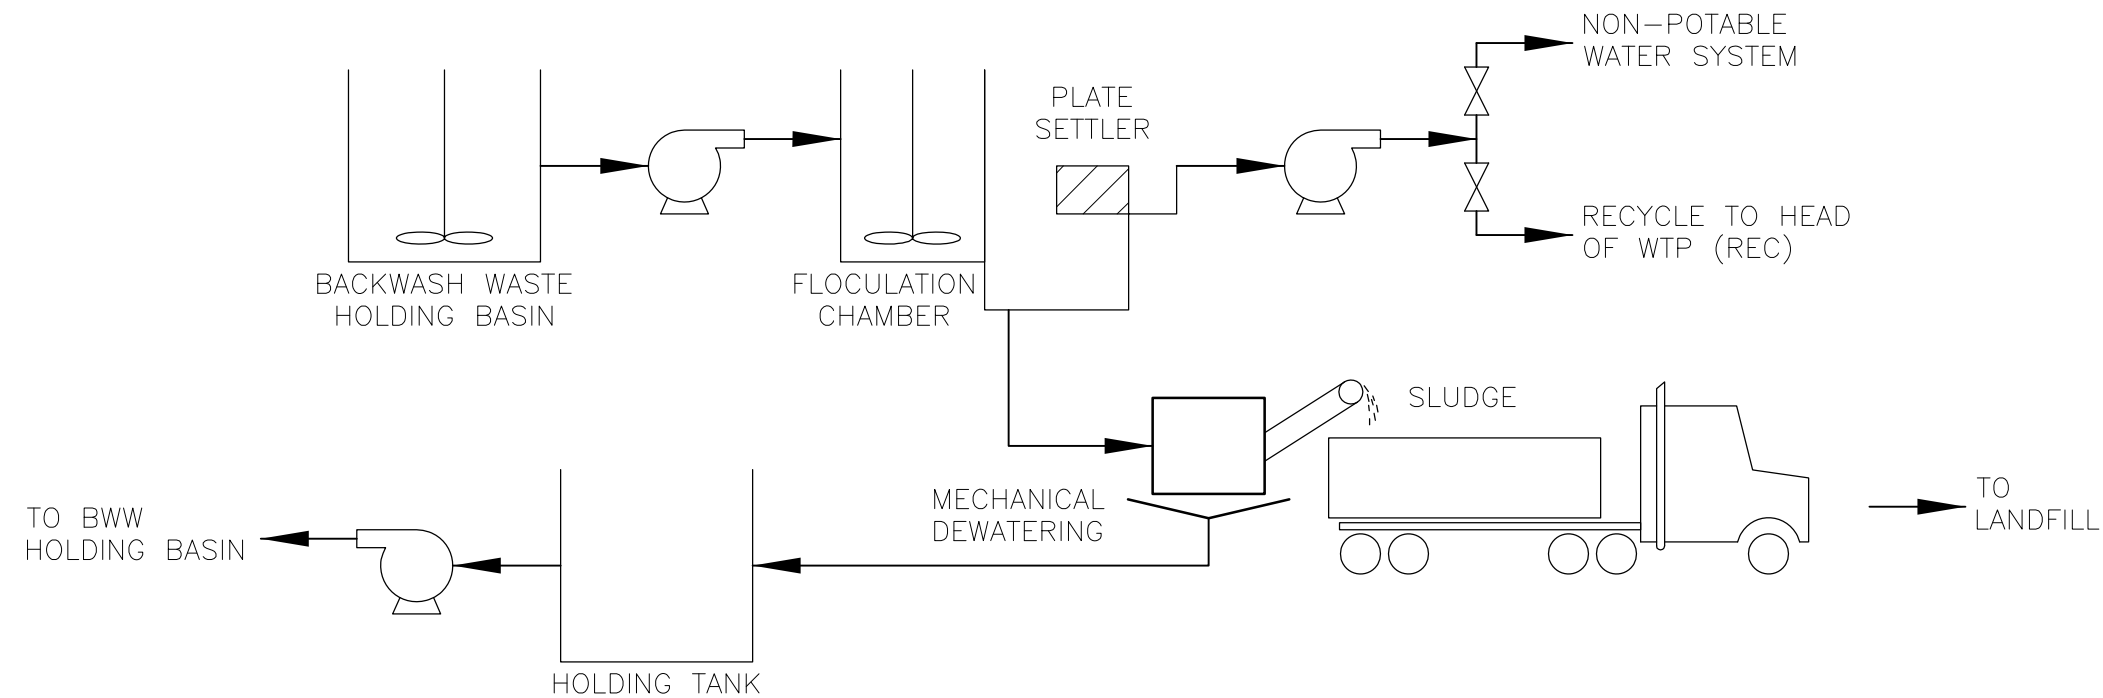 NON-POTABLE
WATER SYSTEM
PLATE
SETTLER
RECYCLE TO HEAD
OF WTP (REC)
BACKWASH WASTE
HOLDING BASIN
FLOCULATION
CHAMBER
SLUDGE
MECHANICAL
DEWATERING
TO
LANDFILL
TO BWW
HOLDING BASIN
HOLDING TANK